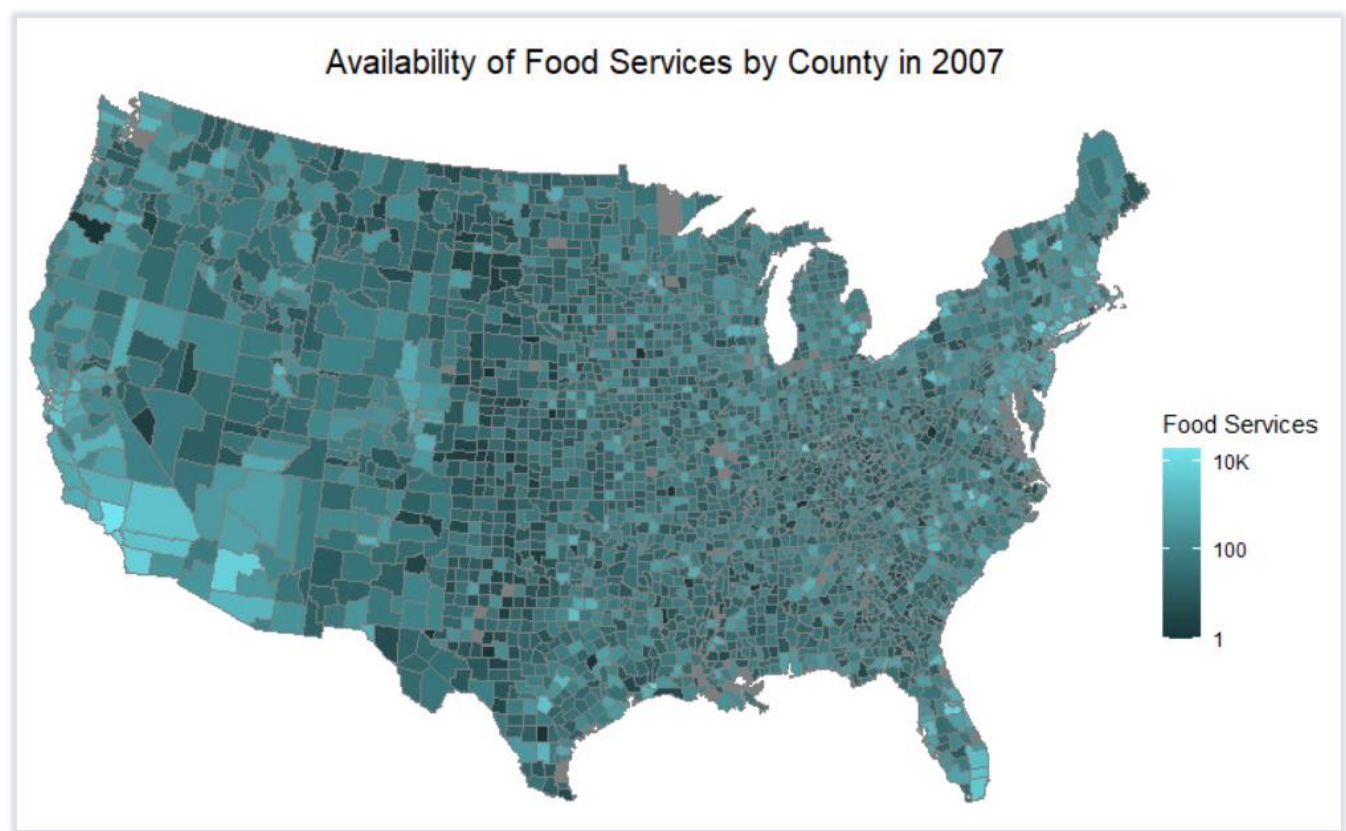 Availability of Food Services by County in 2007
Food Services
10K
100
1